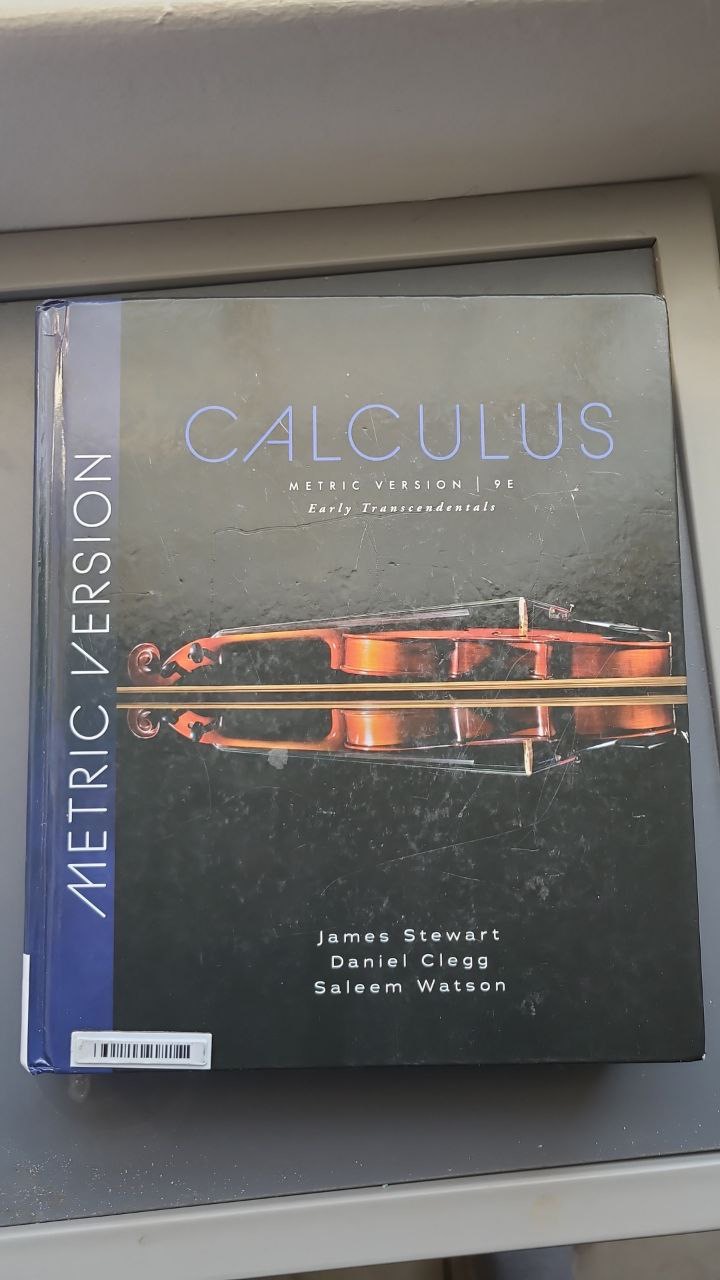 CALCULUS
METRIC VERSION | 9E
Early Transcendentals
METRIC VERSION
James Stewart
Daniel Clegg
Saleem Watson